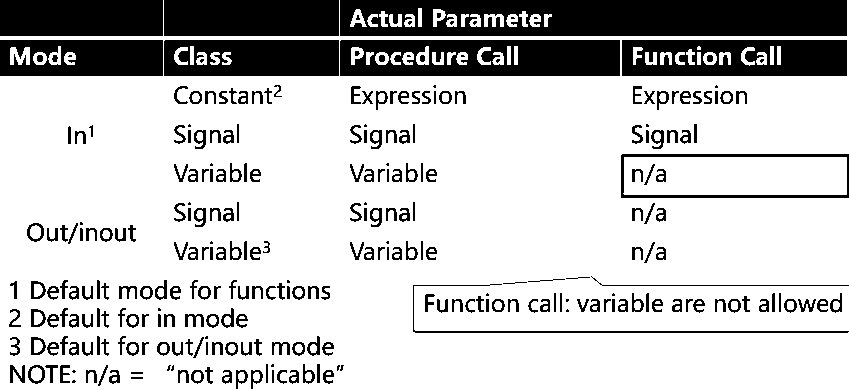 Actual Parameter
Mode Class Procedure Call Function Call
Constant² Expression Expression
In¹ Signal Signal Signal
Variable Variable n/a
Signal Signal n/a
Out/inout
Variable³ Variable n/a
1 Default mode for functions
Function call: variable are not allowed
2 Default for in mode
3 Default for out/inout mode
NOTE: n/a = “not applicable”